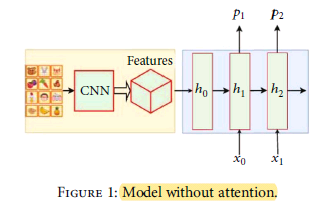 p1 p2
Features
CNN h0 h1 h2
x0 x1
FIGURE 1: Model without attention.